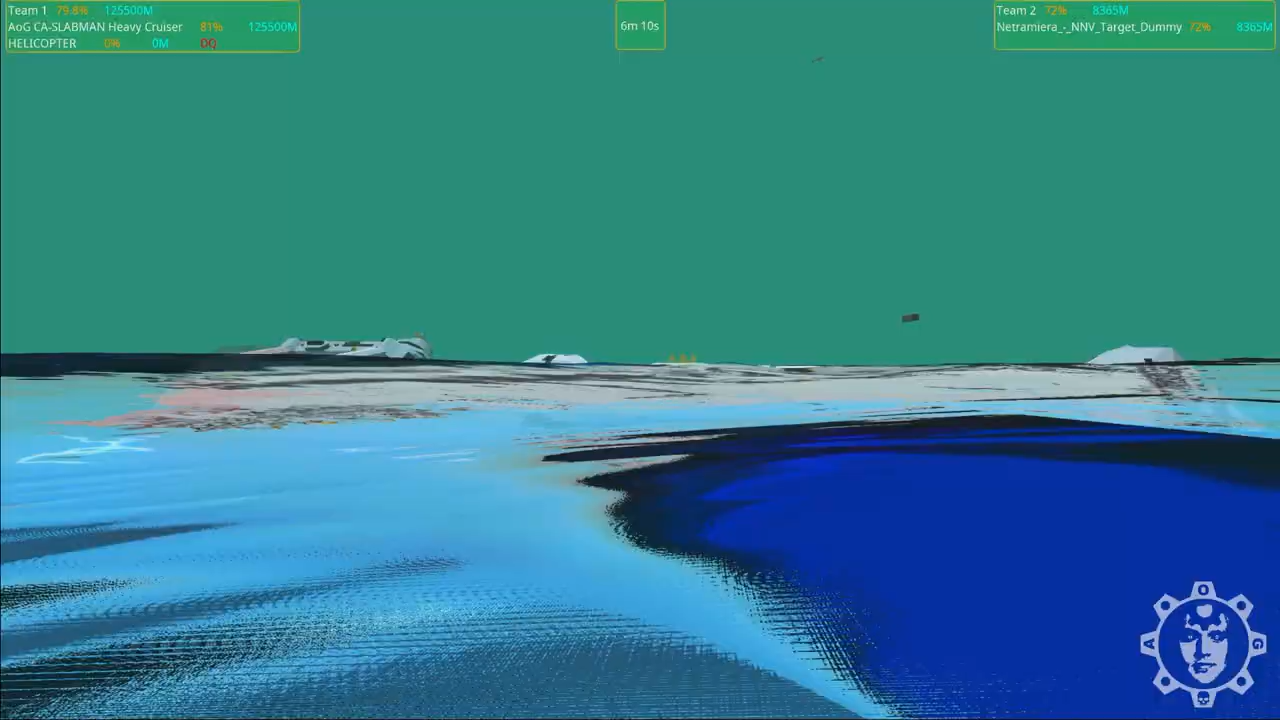 Team 1 79.8% 125500M
AoG CA-SLABMAN Heavy Cruiser 81% 125500M
HELICOPTER 0% 0M DQ
6m 10s
Team 2 72% 8365M
Netramiera_-_NNV_Target_Dummy 72% 8365M
A O G